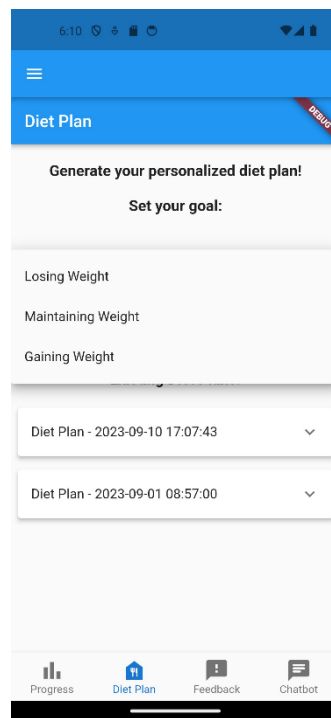 6:10
DEBUG
Diet Plan
Generate your personalized diet plan!
Set your goal:
Losing Weight
Maintaining Weight
Gaining Weight
Diet Plan - 2023-09-10 17:07:43
Diet Plan - 2023-09-01 08:57:00
Progress
Diet Plan
Feedback
Chatbot